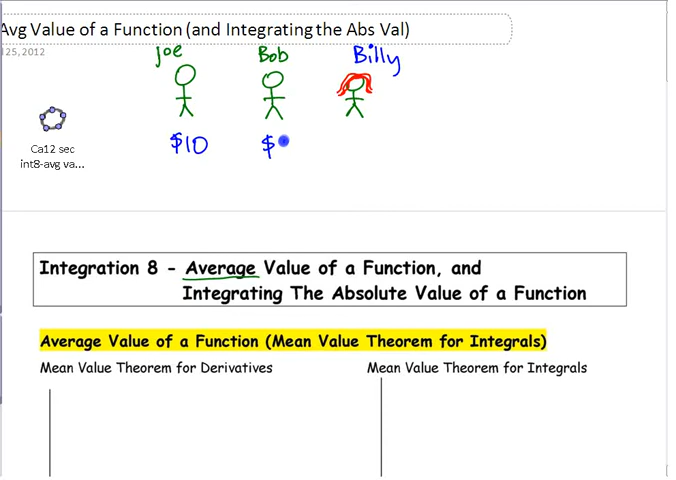 Avg Value of a Function (and Integrating the Abs Val)
25, 2012
Joe Bob Billy
$10 $
Ca12 sec
int8-avg va...
Integration 8 - Average Value of a Function, and
Integrating The Absolute Value of a Function
Average Value of a Function (Mean Value Theorem for Integrals)
Mean Value Theorem for Derivatives Mean Value Theorem for Integrals